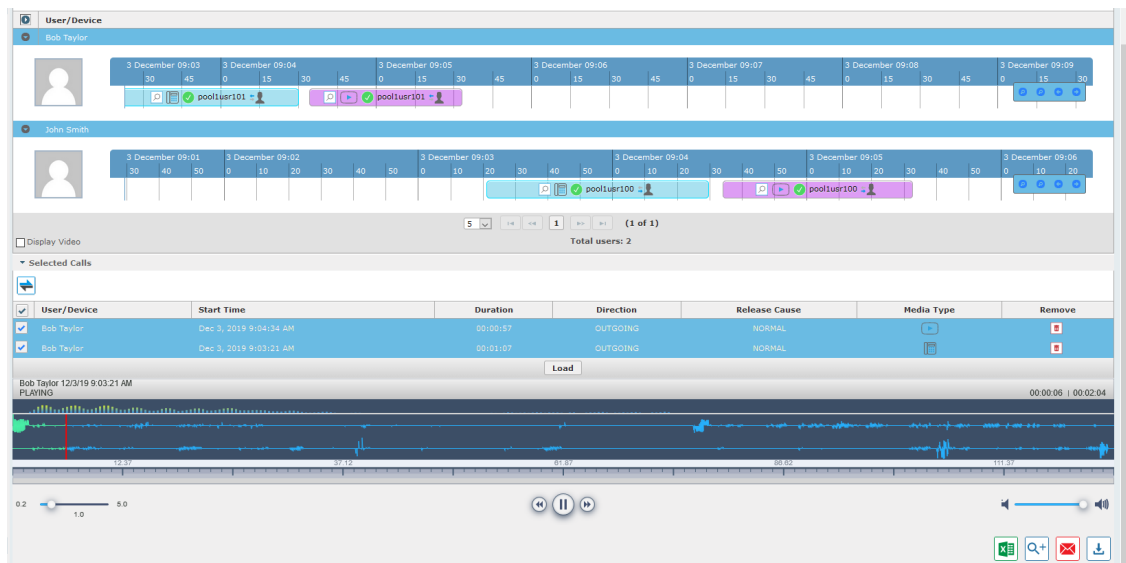 User/Device
Bob Taylor
3 December 09:03 3 December 09:04 3 December 09:05 3 December 09:06 3 December 09:07 3 December 09:08 3 December 09:09
30 45 0 15 30 45 0 15 30 45 0 15 30 45 0 15 30 45 0 15 30 45 0 15 30
pool1usr101 pool1usr101
John Smith
3 December 09:01 3 December 09:02 3 December 09:03 3 December 09:04 3 December 09:05 3 December 09:06
30 40 50 0 10 20 30 40 50 0 10 20 30 40 50 0 10 20 30 40 50 0 10 20 30 40 50 0 10 20
pool1usr100 pool1usr100
5 1 (1 of 1)
Display Video Total users: 2
Selected Calls
User/Device Start Time Duration Direction Release Cause Media Type Remove
Bob Taylor Dec 3, 2019 9:04:34 AM 00:00:57 OUTGOING NORMAL
Bob Taylor Dec 3, 2019 9:03:21 AM 00:01:07 OUTGOING NORMAL
Load
Bob Taylor 12/3/19 9:03:21 AM
PLAYING 00:00:06 | 00:02:04
12.37 37.12 61.87 86.62 111.37
0.2 5.0
1.0